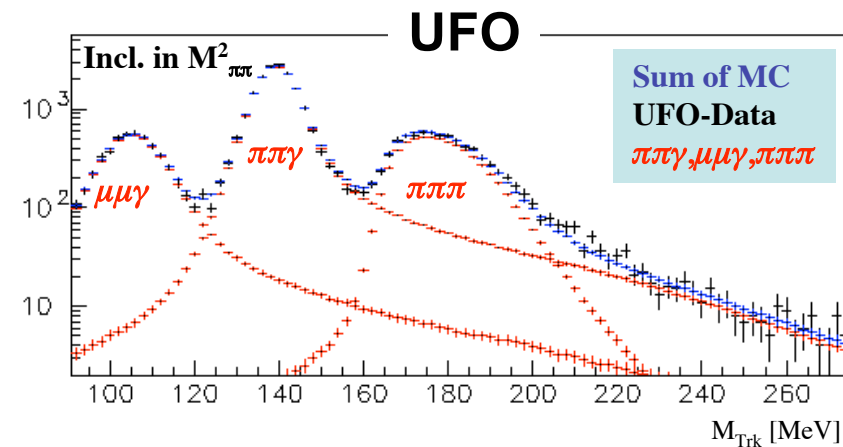 UFO
Incl. in M²ππ
Sum of MC
UFO-Data
ππγ,μμγ,πππ
10³
ππγ
πππ
μμγ
10²
10
100 120 140 160 180 200 220 240 260
M_Trk [MeV]